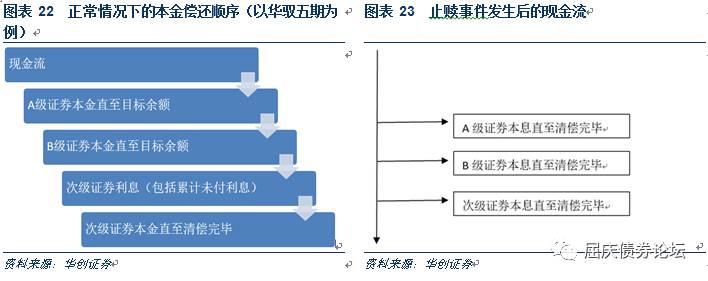 图表 22 正常情况下的本金偿还顺序（以华驭五期为
例）
现金流
A级证券本金直至目标余额
B级证券本金直至目标余额
次级证券利息（包括累计未付利息）
次级证券本金直至清偿完毕
资料来源：华创证券
图表 23 止赎事件发生后的现金流
A 级证券本息直至清偿完毕
B 级证券本息直至清偿完毕
次级证券本息直至清偿完毕
资料来源：华创证券
屈庆债券论坛